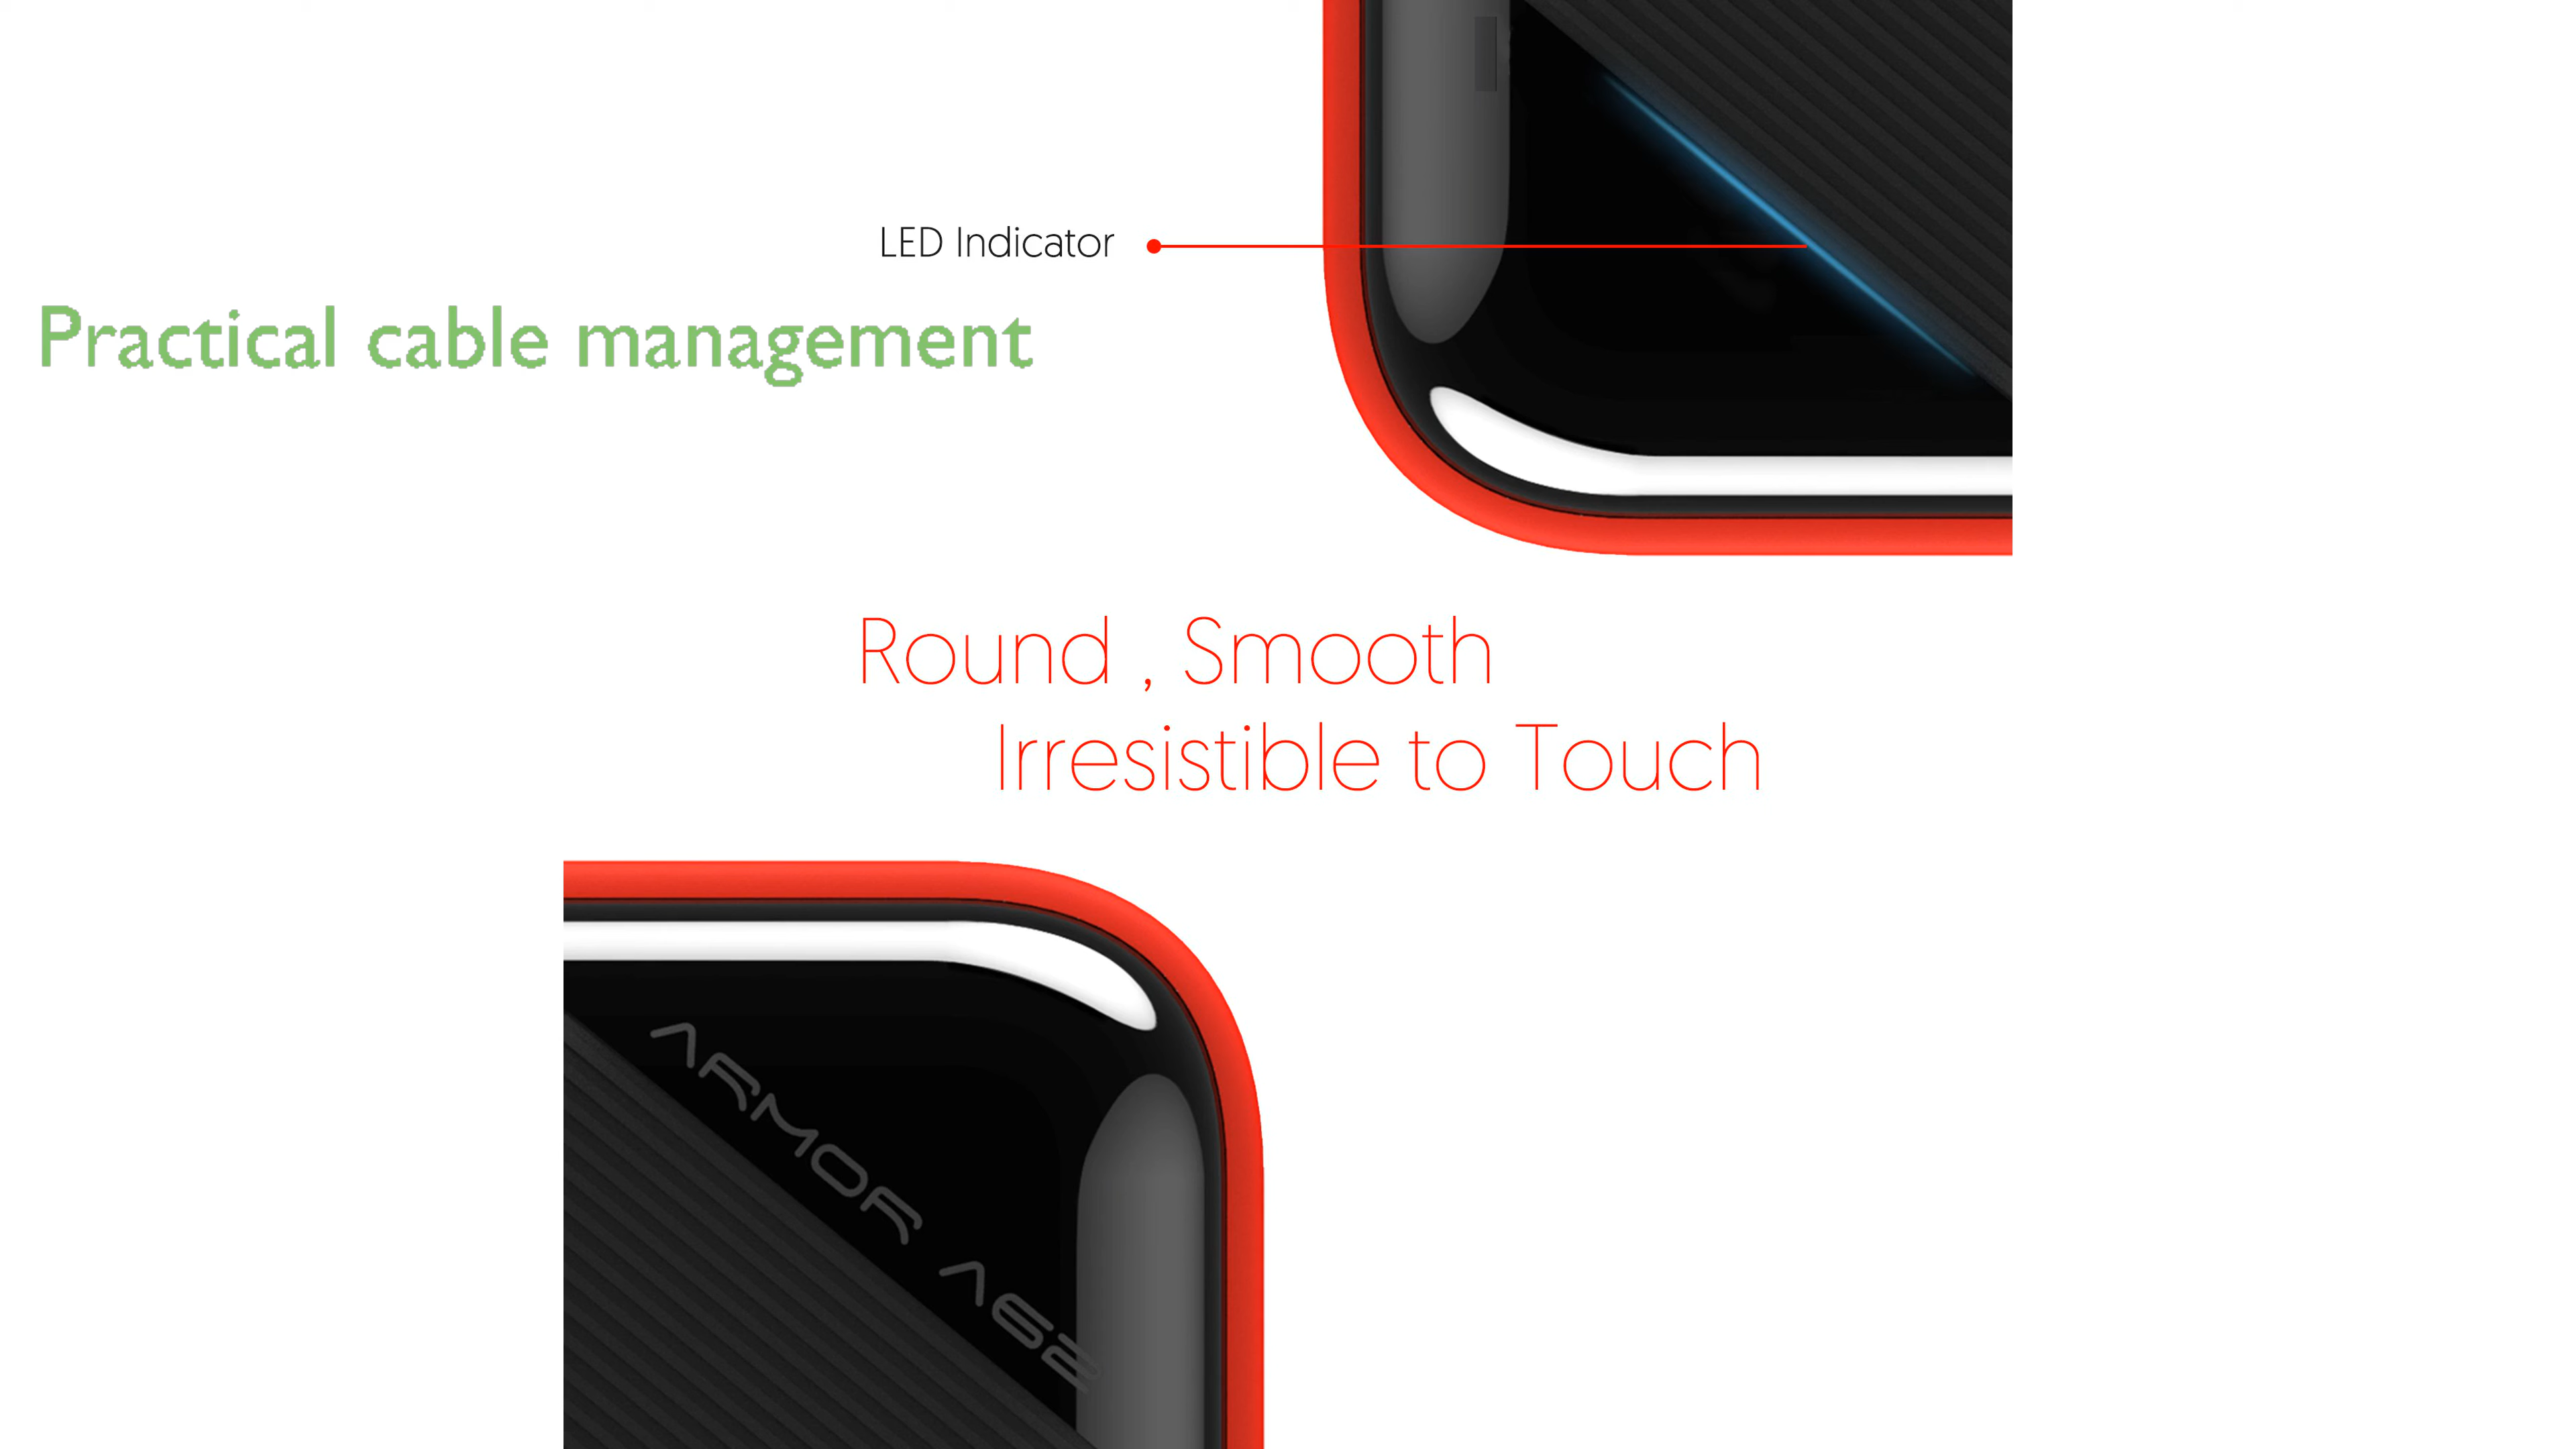 LED Indicator
Practical cable management
Round , Smooth
Irresistible to Touch
ARMOR A62